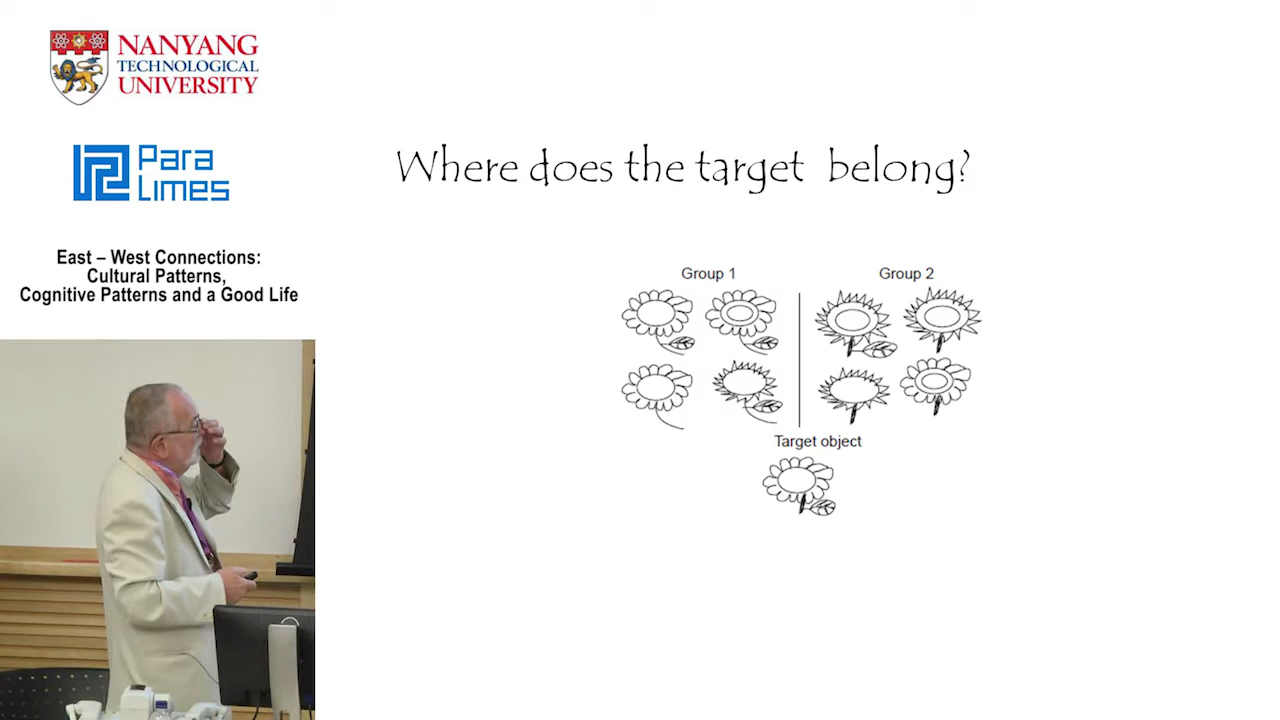 NANYANG
TECHNOLOGICAL
UNIVERSITY
Para
Limes
East – West Connections:
Cultural Patterns,
Cognitive Patterns and a Good Life
Where does the target belong?
Group 1
Group 2
Target object